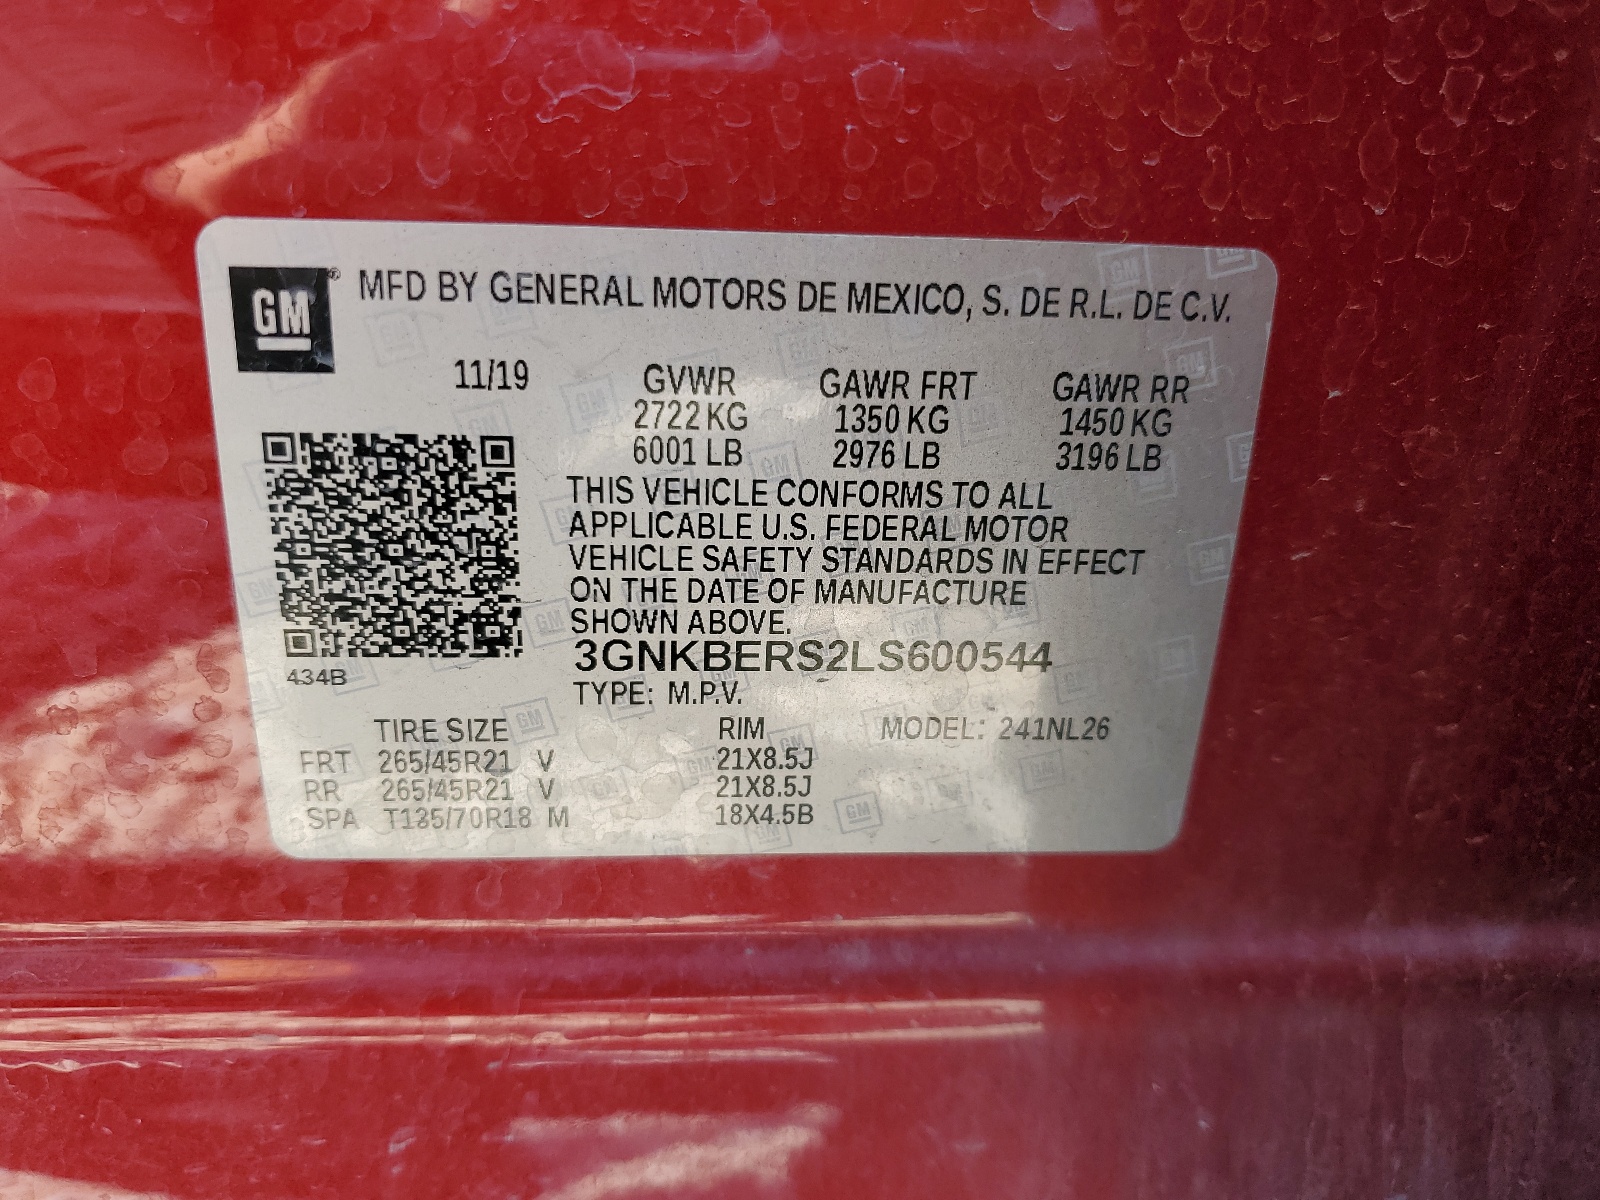 GM ® MFD BY GENERAL MOTORS DE MEXICO, S. DE R.L. DE C.V.
11/19 GVWR GAWR FRT GAWR RR
2722 KG 1350 KG 1450 KG
6001 LB 2976 LB 3196 LB
THIS VEHICLE CONFORMS TO ALL
APPLICABLE U.S. FEDERAL MOTOR
VEHICLE SAFETY STANDARDS IN EFFECT
ON THE DATE OF MANUFACTURE
SHOWN ABOVE.
3GNKBERS2LS600544
434B
TYPE: M.P.V.
TIRE SIZE RIM MODEL: 241NL26
FRT 265/45R21 V 21X8.5J
RR 265/45R21 V 21X8.5J
SPA T135/70R18 M 18X4.5B